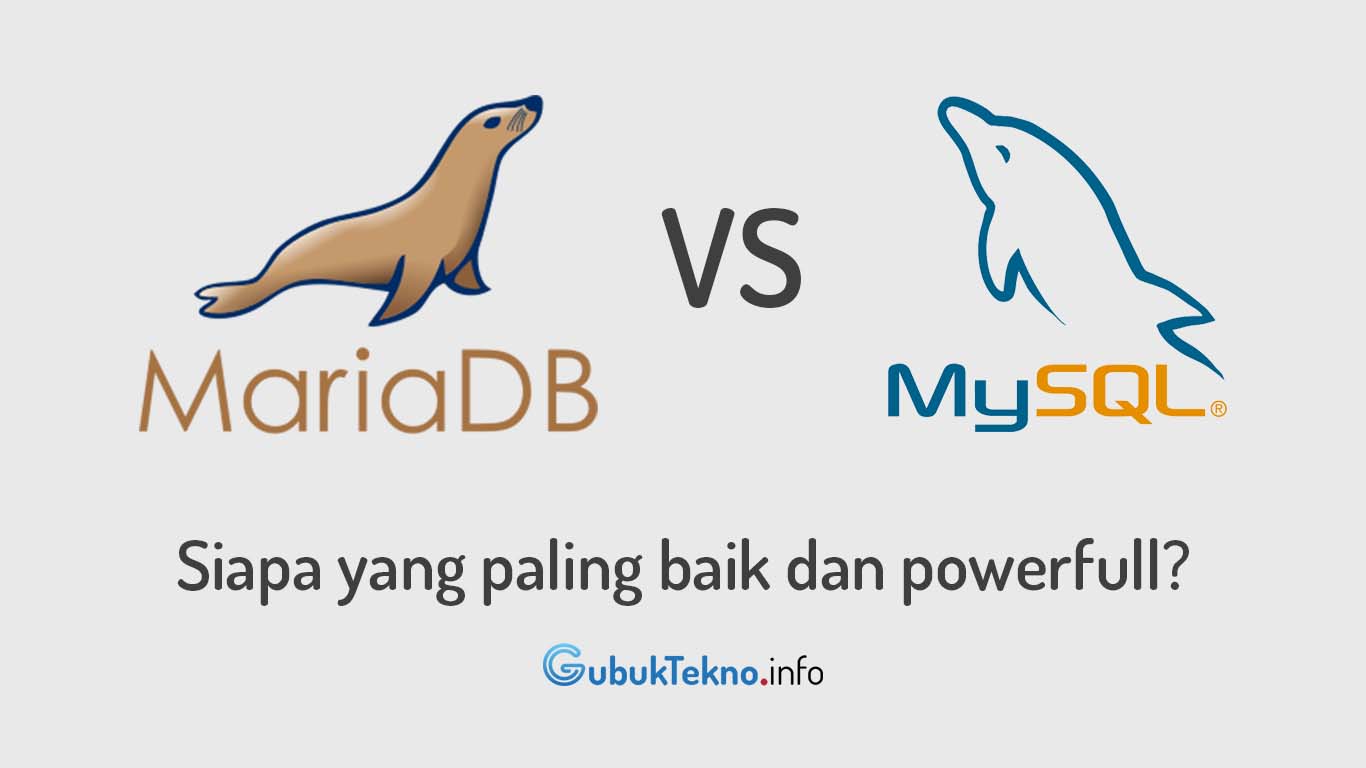 MariaDB
VS
MySQL®
Siapa yang paling baik dan powerfull?
GubukTekno.info